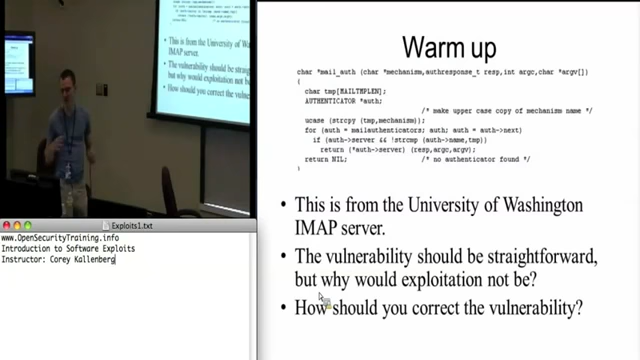 Warm up
char *mail_auth (char *mechanism,authresponse_t resp,int argc,char *argv[])
{
char tmp[MAILTMPLEN];
AUTHENTICATOR *auth;
/* make upper case copy of mechanism name */
ucase (strcpy (tmp,mechanism));
for (auth = mailauthenticators; auth; auth = auth->next)
if (auth->server && !strcmp (auth->name,tmp))
return (*auth->server) (resp,argc,argv);
return NIL; /* no authenticator found */
}
• This is from the University of Washington
IMAP server.
• The vulnerability should be straightforward,
but why would exploitation not be?
• How should you correct the vulnerability?
• This is from the University of Wa
IMAP server.
• The vulnerability should be straigh
but why would exploitation not be
• How should you correct the vulnera
Exploits1.txt
www.OpenSecurityTraining.info
Introduction to Software Exploits
Instructor: Corey Kallenberg